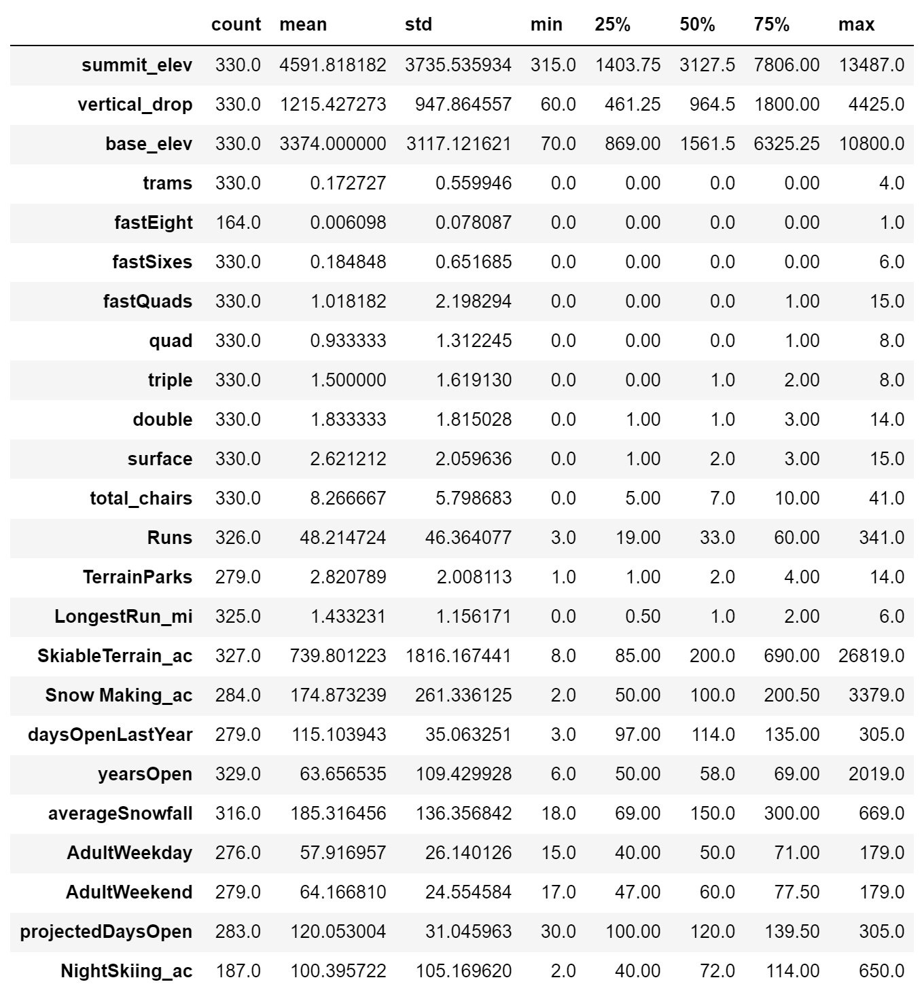 count mean std min 25% 50% 75% max
summit_elev 330.0 4591.818182 3735.535934 315.0 1403.75 3127.5 7806.00 13487.0
vertical_drop 330.0 1215.427273 947.864557 60.0 461.25 964.5 1800.00 4425.0
base_elev 330.0 3374.000000 3117.121621 70.0 869.00 1561.5 6325.25 10800.0
trams 330.0 0.172727 0.559946 0.0 0.00 0.0 0.00 4.0
fastEight 164.0 0.006098 0.078087 0.0 0.00 0.0 0.00 1.0
fastSixes 330.0 0.184848 0.651685 0.0 0.00 0.0 0.00 6.0
fastQuads 330.0 1.018182 2.198294 0.0 0.00 0.0 1.00 15.0
quad 330.0 0.933333 1.312245 0.0 0.00 0.0 1.00 8.0
triple 330.0 1.500000 1.619130 0.0 0.00 1.0 2.00 8.0
double 330.0 1.833333 1.815028 0.0 1.00 1.0 3.00 14.0
surface 330.0 2.621212 2.059636 0.0 1.00 2.0 3.00 15.0
total_chairs 330.0 8.266667 5.798683 0.0 5.00 7.0 10.00 41.0
Runs 326.0 48.214724 46.364077 3.0 19.00 33.0 60.00 341.0
TerrainParks 279.0 2.820789 2.008113 1.0 1.00 2.0 4.00 14.0
LongestRun_mi 325.0 1.433231 1.156171 0.0 0.50 1.0 2.00 6.0
SkiableTerrain_ac 327.0 739.801223 1816.167441 8.0 85.00 200.0 690.00 26819.0
Snow Making_ac 284.0 174.873239 261.336125 2.0 50.00 100.0 200.50 3379.0
daysOpenLastYear 279.0 115.103943 35.063251 3.0 97.00 114.0 135.00 305.0
yearsOpen 329.0 63.656535 109.429928 6.0 50.00 58.0 69.00 2019.0
averageSnowfall 316.0 185.316456 136.356842 18.0 69.00 150.0 300.00 669.0
AdultWeekday 276.0 57.916957 26.140126 15.0 40.00 50.0 71.00 179.0
AdultWeekend 279.0 64.166810 24.554584 17.0 47.00 60.0 77.50 179.0
projectedDaysOpen 283.0 120.053004 31.045963 30.0 100.00 120.0 139.50 305.0
NightSkiing_ac 187.0 100.395722 105.169620 2.0 40.00 72.0 114.00 650.0